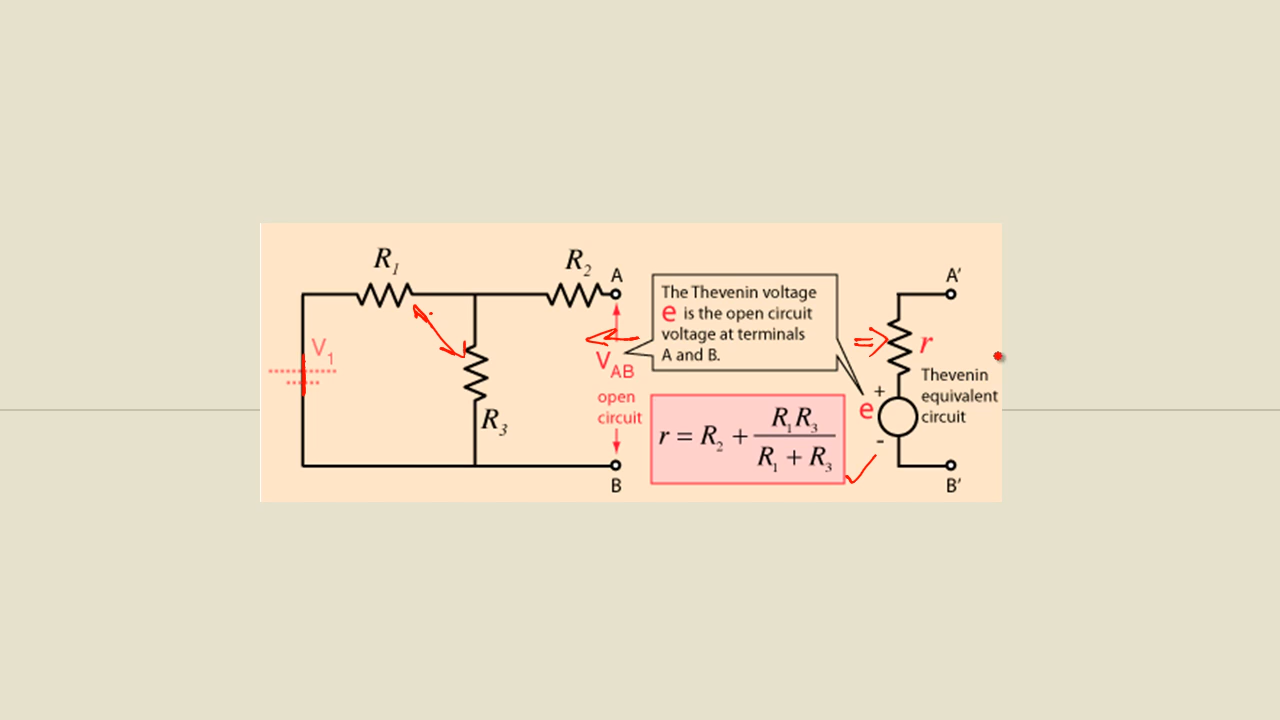 R₁
R₂
A
V₁
R₃
V_AB
open
circuit
B
The Thevenin voltage
e is the open circuit
voltage at terminals
A and B.
r = R₂ + R₁R₃ / (R₁ + R₃)
A′
r
Thevenin
equivalent
circuit
+
e
-
B′